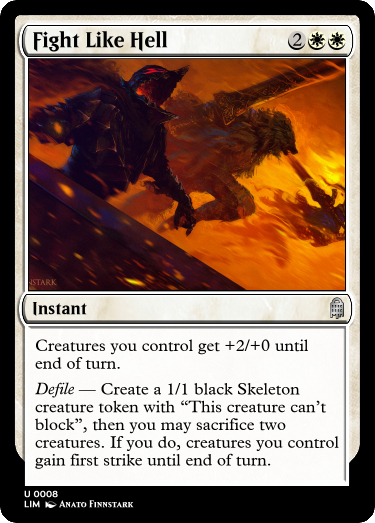 Fight Like Hell 2
NSTARK
Instant
Creatures you control get +2/+0 until
end of turn.
Defile — Create a 1/1 black Skeleton
creature token with “This creature can’t
block”, then you may sacrifice two
creatures. If you do, creatures you control
gain first strike until end of turn.
U 0008
LIM Anato Finnstark